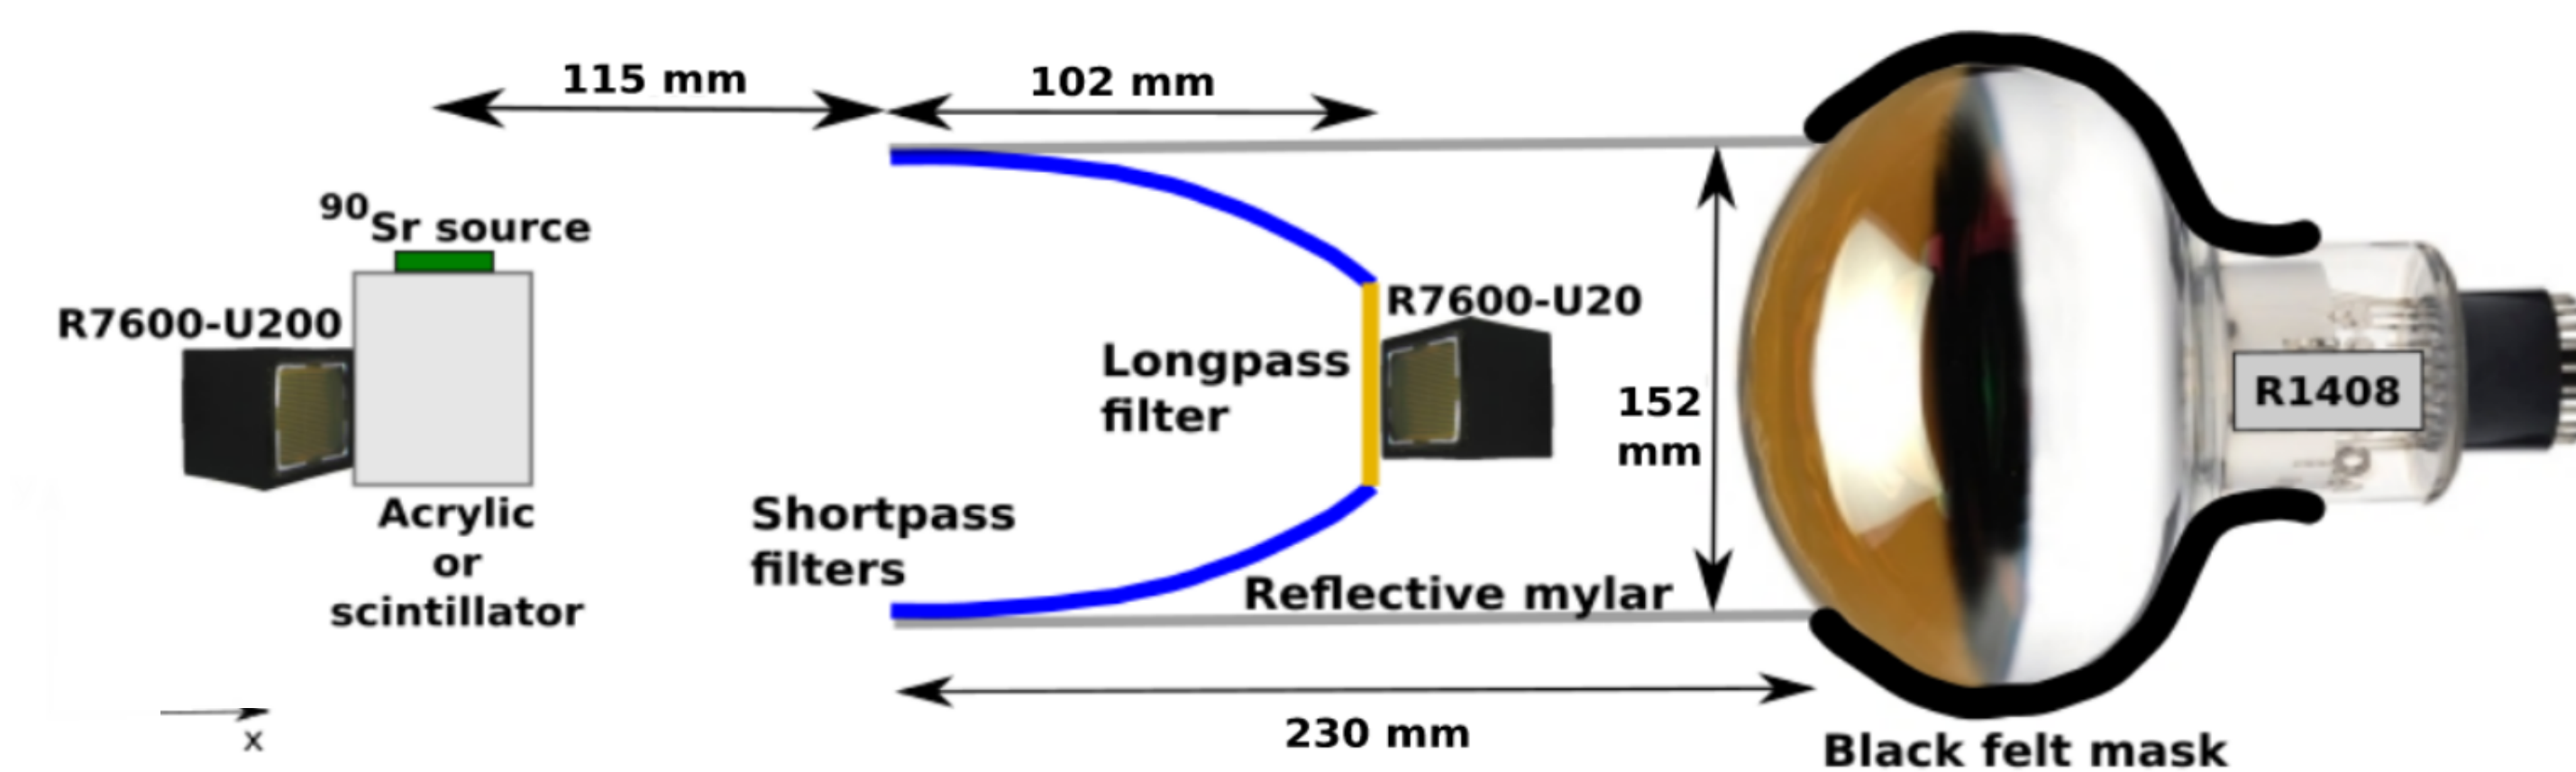 115 mm
102 mm
90Sr source
R7600-U200
R7600-U20
Longpass
filter
152
mm
R1408
Acrylic
or
scintillator
Shortpass
filters
Reflective mylar
230 mm
x
Black felt mask